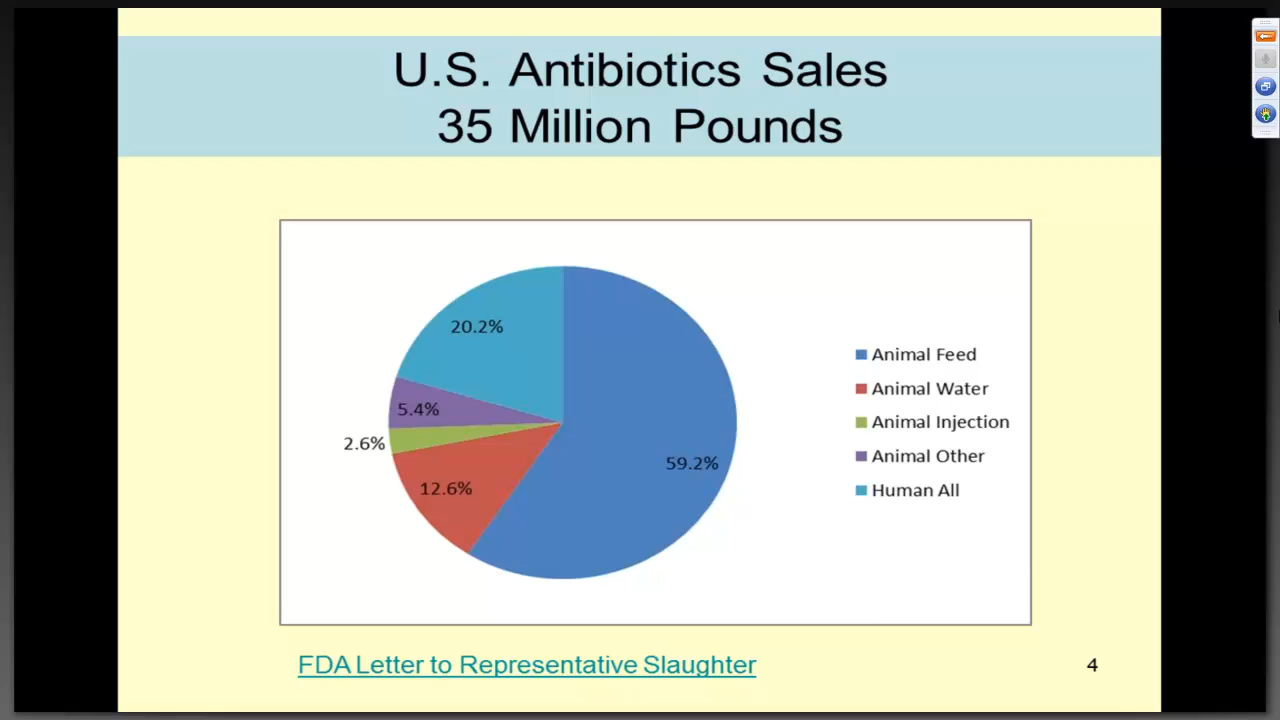 U.S. Antibiotics Sales
35 Million Pounds
20.2%
5.4%
2.6%
12.6%
59.2%
Animal Feed
Animal Water
Animal Injection
Animal Other
Human All
FDA Letter to Representative Slaughter
4